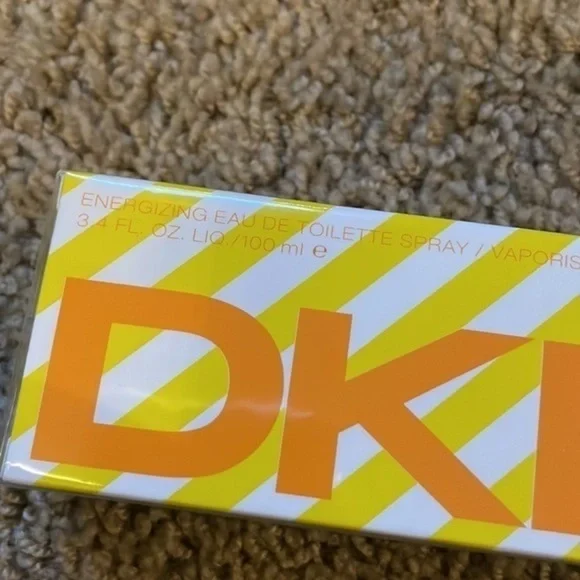 ENERGIZING EAU DE TOILETTE SPRAY / VAPORIS
3.4 FL. OZ. LIQ./100 ml ℮
DK